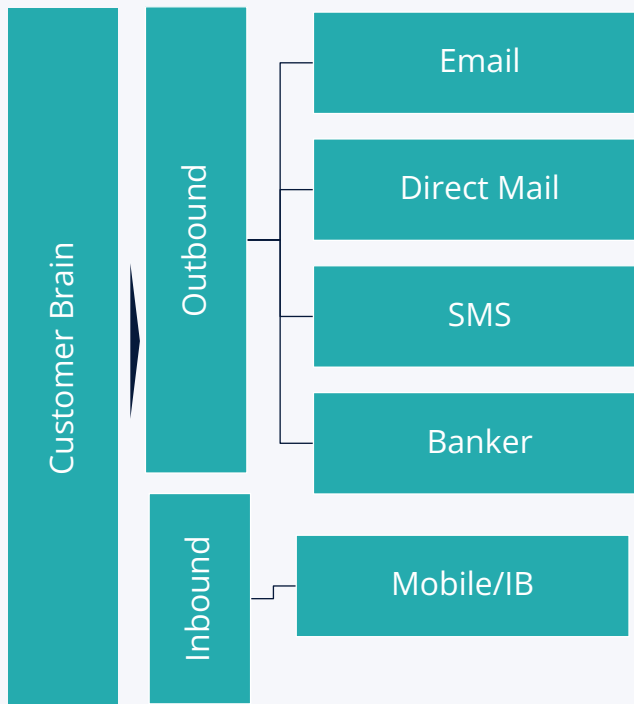 Customer Brain
Outbound
Email
Direct Mail
SMS
Banker
Inbound
Mobile/IB